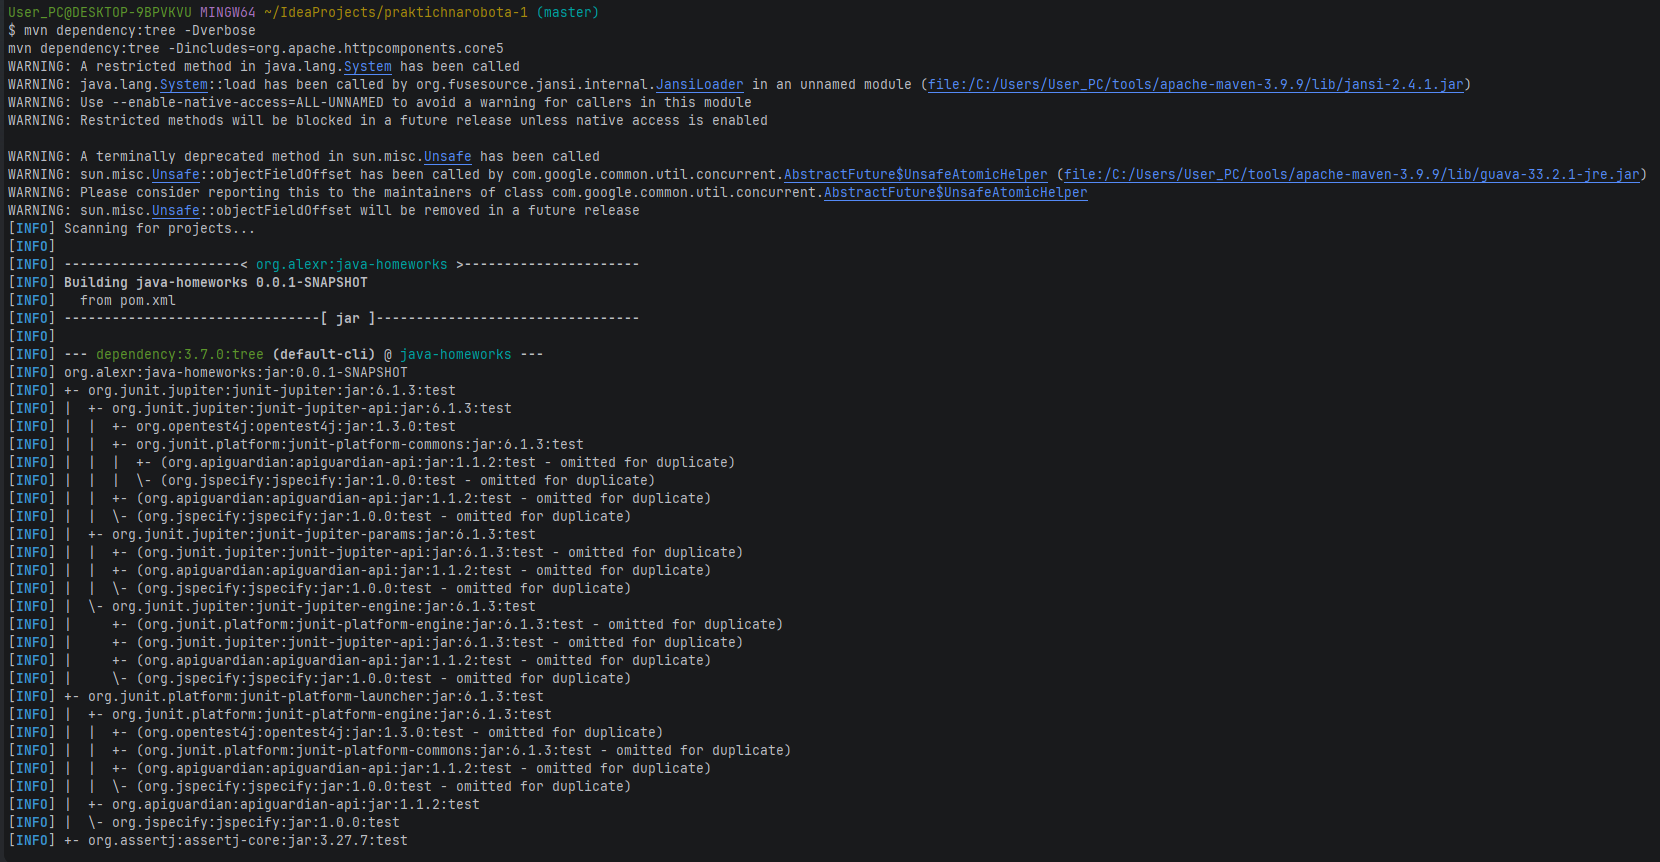 User_PC@DESKTOP-9BPVKVU MINGW64 ~/IdeaProjects/praktichnarobota-1 (master)
$ mvn dependency:tree -Dverbose
mvn dependency:tree -Dincludes=org.apache.httpcomponents.core5
WARNING: A restricted method in java.lang.System has been called
WARNING: java.lang.System::load has been called by org.fusesource.jansi.internal.JansiLoader in an unnamed module (file:/C:/Users/User_PC/tools/apache-maven-3.9.9/lib/jansi-2.4.1.jar)
WARNING: Use --enable-native-access=ALL-UNNAMED to avoid a warning for callers in this module
WARNING: Restricted methods will be blocked in a future release unless native access is enabled

WARNING: A terminally deprecated method in sun.misc.Unsafe has been called
WARNING: sun.misc.Unsafe::objectFieldOffset has been called by com.google.common.util.concurrent.AbstractFuture$UnsafeAtomicHelper (file:/C:/Users/User_PC/tools/apache-maven-3.9.9/lib/guava-33.2.1-jre.jar)
WARNING: Please consider reporting this to the maintainers of class com.google.common.util.concurrent.AbstractFuture$UnsafeAtomicHelper
WARNING: sun.misc.Unsafe::objectFieldOffset will be removed in a future release
[INFO] Scanning for projects...
[INFO]
[INFO] ----------------------< org.alexr:java-homeworks >----------------------
[INFO] Building java-homeworks 0.0.1-SNAPSHOT
[INFO]   from pom.xml
[INFO] --------------------------------[ jar ]---------------------------------
[INFO]
[INFO] --- dependency:3.7.0:tree (default-cli) @ java-homeworks ---
[INFO] org.alexr:java-homeworks:jar:0.0.1-SNAPSHOT
[INFO] +- org.junit.jupiter:junit-jupiter:jar:6.1.3:test
[INFO] |  +- org.junit.jupiter:junit-jupiter-api:jar:6.1.3:test
[INFO] |  |  +- org.opentest4j:opentest4j:jar:1.3.0:test
[INFO] |  |  +- org.junit.platform:junit-platform-commons:jar:6.1.3:test
[INFO] |  |  |  +- (org.apiguardian:apiguardian-api:jar:1.1.2:test - omitted for duplicate)
[INFO] |  |  |  \- (org.jspecify:jspecify:jar:1.0.0:test - omitted for duplicate)
[INFO] |  |  +- (org.apiguardian:apiguardian-api:jar:1.1.2:test - omitted for duplicate)
[INFO] |  |  \- (org.jspecify:jspecify:jar:1.0.0:test - omitted for duplicate)
[INFO] |  +- org.junit.jupiter:junit-jupiter-params:jar:6.1.3:test
[INFO] |  |  +- (org.junit.jupiter:junit-jupiter-api:jar:6.1.3:test - omitted for duplicate)
[INFO] |  |  +- (org.apiguardian:apiguardian-api:jar:1.1.2:test - omitted for duplicate)
[INFO] |  |  \- (org.jspecify:jspecify:jar:1.0.0:test - omitted for duplicate)
[INFO] |  \- org.junit.jupiter:junit-jupiter-engine:jar:6.1.3:test
[INFO] |     +- (org.junit.platform:junit-platform-engine:jar:6.1.3:test - omitted for duplicate)
[INFO] |     +- (org.junit.jupiter:junit-jupiter-api:jar:6.1.3:test - omitted for duplicate)
[INFO] |     +- (org.apiguardian:apiguardian-api:jar:1.1.2:test - omitted for duplicate)
[INFO] |     \- (org.jspecify:jspecify:jar:1.0.0:test - omitted for duplicate)
[INFO] +- org.junit.platform:junit-platform-launcher:jar:6.1.3:test
[INFO] |  +- org.junit.platform:junit-platform-engine:jar:6.1.3:test
[INFO] |  |  +- (org.opentest4j:opentest4j:jar:1.3.0:test - omitted for duplicate)
[INFO] |  |  +- (org.junit.platform:junit-platform-commons:jar:6.1.3:test - omitted for duplicate)
[INFO] |  |  +- (org.apiguardian:apiguardian-api:jar:1.1.2:test - omitted for duplicate)
[INFO] |  |  \- (org.jspecify:jspecify:jar:1.0.0:test - omitted for duplicate)
[INFO] |  +- org.apiguardian:apiguardian-api:jar:1.1.2:test
[INFO] |  \- org.jspecify:jspecify:jar:1.0.0:test
[INFO] +- org.assertj:assertj-core:jar:3.27.7:test